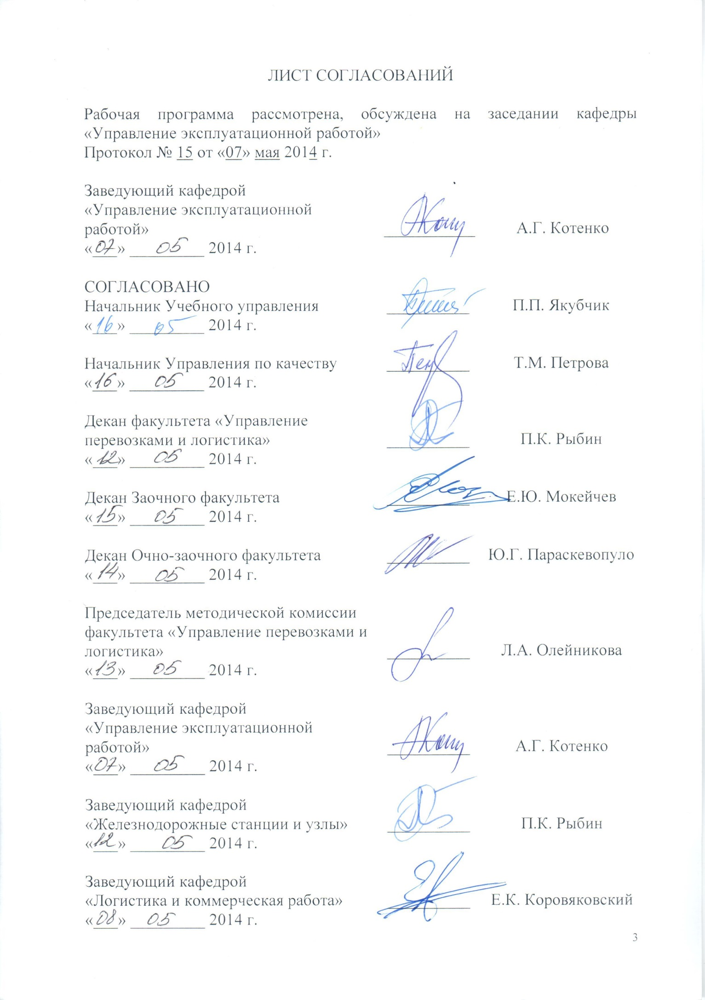 ЛИСТ СОГЛАСОВАНИЙ
Рабочая программа рассмотрена, обсуждена на заседании кафедры
«Управление эксплуатационной работой»
Протокол № 15 от «07» мая 2014 г.
Заведующий кафедрой
«Управление эксплуатационной
работой» А.Г. Котенко
«07» 05 2014 г.
СОГЛАСОВАНО
Начальник Учебного управления П.П. Якубчик
«16» 05 2014 г.
Начальник Управления по качеству Т.М. Петрова
«16» 05 2014 г.
Декан факультета «Управление
перевозками и логистика» П.К. Рыбин
«12» 05 2014 г.
Декан Заочного факультета Е.Ю. Мокейчев
«15» 05 2014 г.
Декан Очно-заочного факультета Ю.Г. Параскевопуло
«14» 05 2014 г.
Председатель методической комиссии
факультета «Управление перевозками и
логистика» Л.А. Олейникова
«13» 05 2014 г.
Заведующий кафедрой
«Управление эксплуатационной
работой» А.Г. Котенко
«07» 05 2014 г.
Заведующий кафедрой
«Железнодорожные станции и узлы» П.К. Рыбин
«12» 05 2014 г.
Заведующий кафедрой
«Логистика и коммерческая работа» Е.К. Коровяковский
«08» 05 2014 г.
3